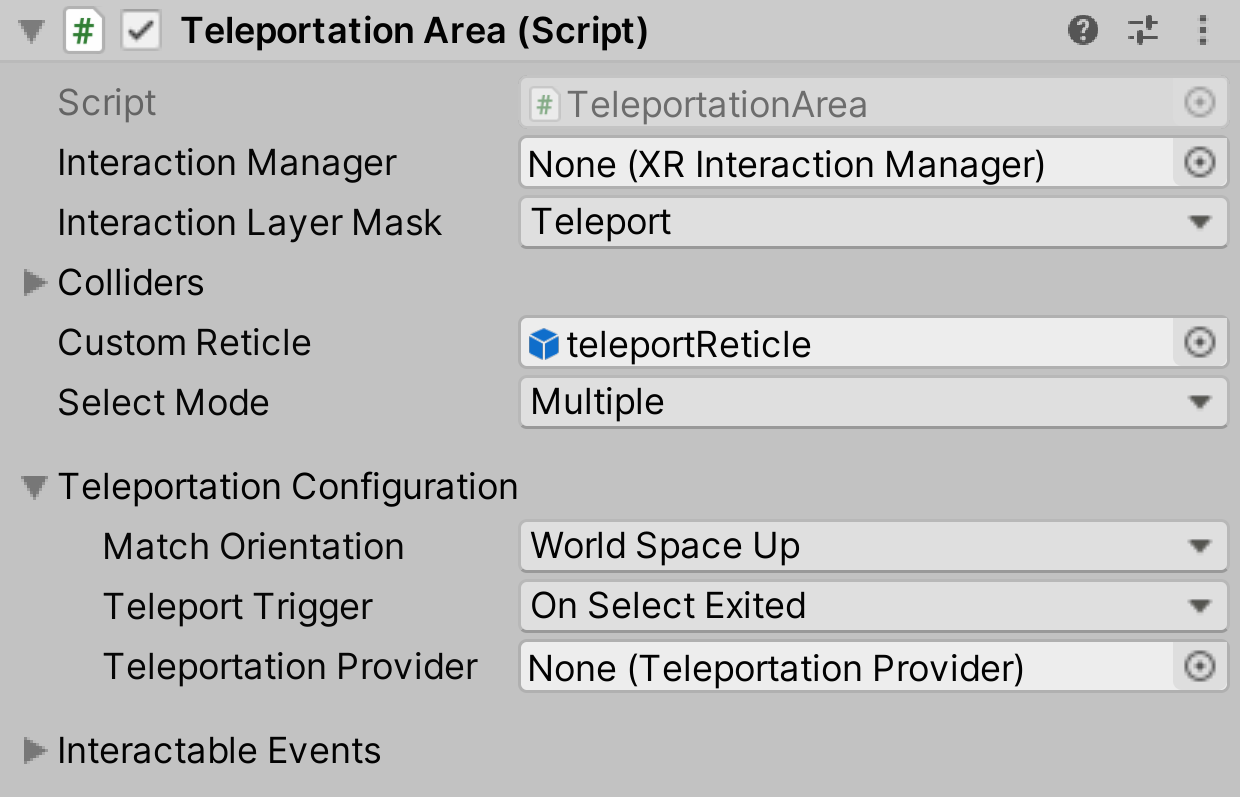 # Teleportation Area (Script) ?
Script # TeleportationArea
Interaction Manager None (XR Interaction Manager)
Interaction Layer Mask Teleport
Colliders
Custom Reticle teleportReticle
Select Mode Multiple
Teleportation Configuration
Match Orientation World Space Up
Teleport Trigger On Select Exited
Teleportation Provider None (Teleportation Provider)
Interactable Events